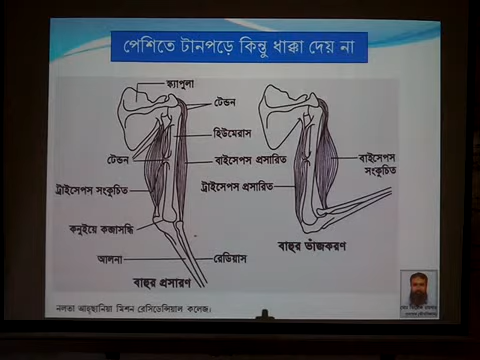 পেশিতে টানপড়ে কিন্তু ধাক্কা দেয় না
স্ক্যাপুলা
টেন্ডন
হিউমেরাস
টেন্ডন
বাইসেপস প্রসারিত
বাইসেপস
সংকুচিত
ট্রাইসেপস সংকুচিত
ট্রাইসেপস প্রসারিত
কনুইয়ে কব্জাসন্ধি
আলনা
রেডিয়াস
বাহুর প্রসারণ
বাহুর ভাঁজকরণ
নলতা আহ্ছানিয়া মিশন রেসিডেন্সিয়াল কলেজ।